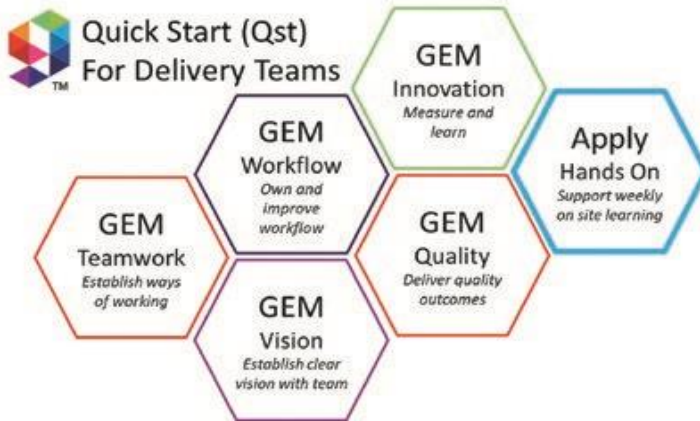 Quick Start (Qst)
For Delivery Teams
TM
GEM
Innovation
Measure and
learn
GEM
Workflow
Own and
improve
workflow
Apply
Hands On
Support weekly
on site learning
GEM
Teamwork
Establish ways
of working
GEM
Quality
Deliver quality
outcomes
GEM
Vision
Establish clear
vision with team